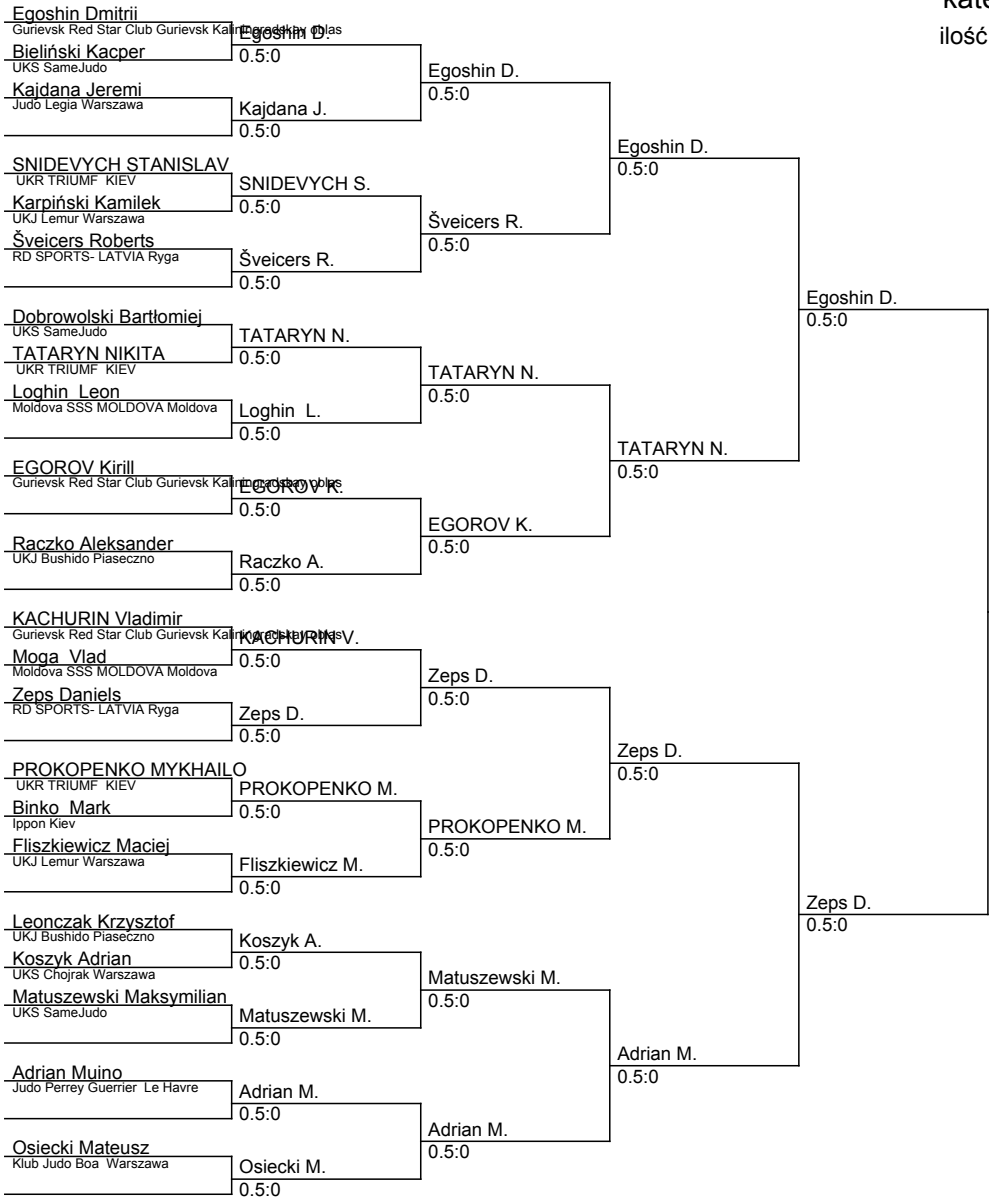 kate
ilość
Egoshin Dmitrii
Gurievsk Red Star Club Gurievsk Kaliningradskay oblas
Bieliński Kacper
UKS SameJudo
Kajdana Jeremi
Judo Legia Warszawa
SNIDEVYCH STANISLAV
UKR TRIUMF KIEV
Karpiński Kamilek
UKJ Lemur Warszawa
Šveicers Roberts
RD SPORTS- LATVIA Ryga
Dobrowolski Bartłomiej
UKS SameJudo
TATARYN NIKITA
UKR TRIUMF KIEV
Loghin Leon
Moldova SSS MOLDOVA Moldova
EGOROV Kirill
Gurievsk Red Star Club Gurievsk Kaliningradskay oblas
Raczko Aleksander
UKJ Bushido Piaseczno
KACHURIN Vladimir
Gurievsk Red Star Club Gurievsk Kaliningradskay oblas
Moga Vlad
Moldova SSS MOLDOVA Moldova
Zeps Daniels
RD SPORTS- LATVIA Ryga
PROKOPENKO MYKHAILO
UKR TRIUMF KIEV
Binko Mark
Ippon Kiev
Fliszkiewicz Maciej
UKJ Lemur Warszawa
Leonczak Krzysztof
UKJ Bushido Piaseczno
Koszyk Adrian
UKS Chojrak Warszawa
Matuszewski Maksymilian
UKS SameJudo
Adrian Muino
Judo Perrey Guerrier Le Havre
Osiecki Mateusz
Klub Judo Boa Warszawa
Egoshin D.
0.5:0
Kajdana J.
0.5:0
SNIDEVYCH S.
0.5:0
Šveicers R.
0.5:0
TATARYN N.
0.5:0
Loghin L.
0.5:0
EGOROV K.
0.5:0
Raczko A.
0.5:0
KACHURIN V.
0.5:0
Zeps D.
0.5:0
PROKOPENKO M.
0.5:0
Fliszkiewicz M.
0.5:0
Koszyk A.
0.5:0
Matuszewski M.
0.5:0
Adrian M.
0.5:0
Osiecki M.
0.5:0
Egoshin D.
0.5:0
Šveicers R.
0.5:0
TATARYN N.
0.5:0
EGOROV K.
0.5:0
Zeps D.
0.5:0
PROKOPENKO M.
0.5:0
Matuszewski M.
0.5:0
Adrian M.
0.5:0
Egoshin D.
0.5:0
TATARYN N.
0.5:0
Zeps D.
0.5:0
Adrian M.
0.5:0
Egoshin D.
0.5:0
Zeps D.
0.5:0